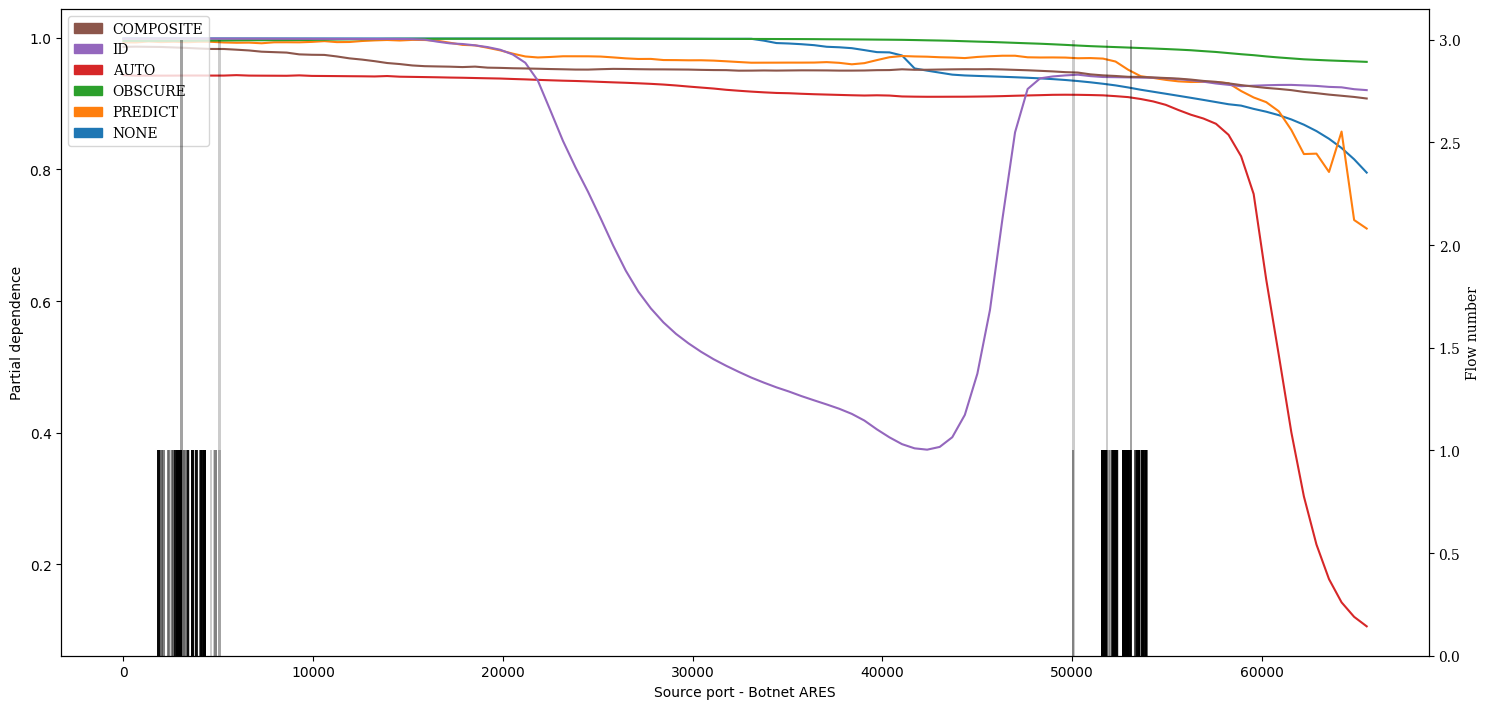 COMPOSITE
ID
AUTO
OBSCURE
PREDICT
NONE
1.0
0.8
0.6
0.4
0.2
Partial dependence
3.0
2.5
2.0
1.5
1.0
0.5
0.0
Flow number
0 10000 20000 30000 40000 50000 60000
Source port - Botnet ARES